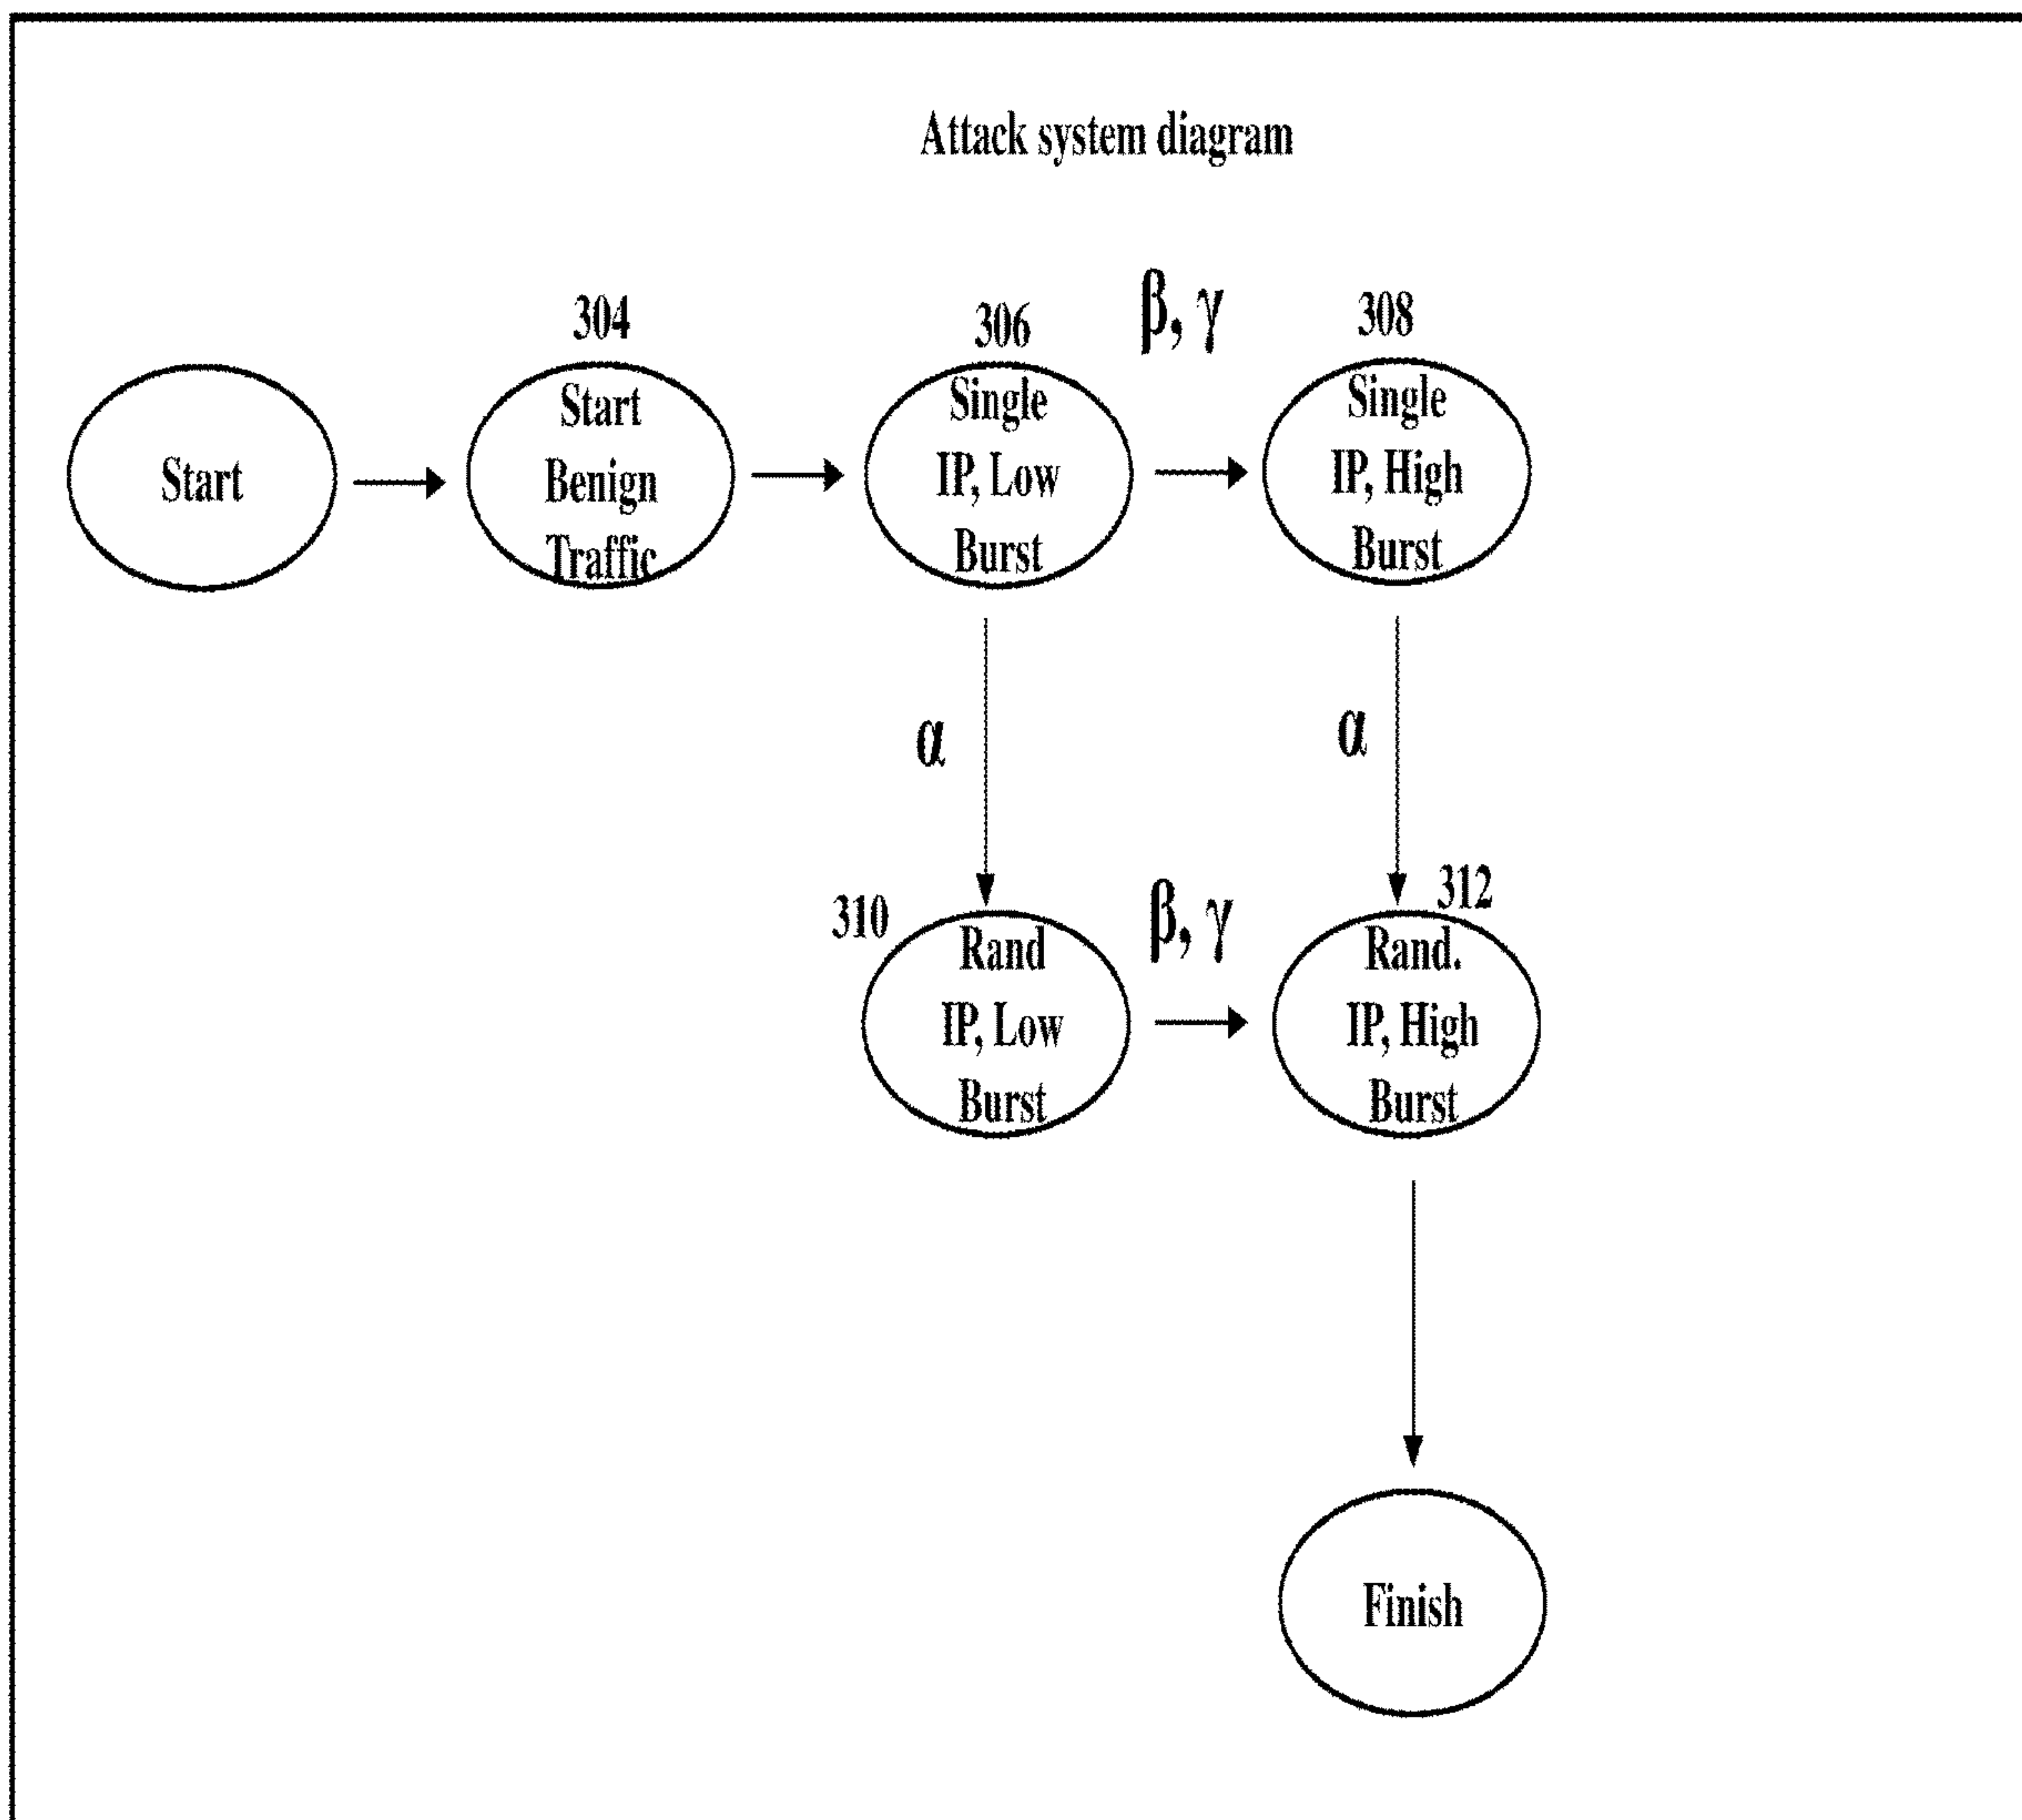 Attack system diagram
304
306
β, γ
308
Start
Start
Benign
Traffic
Single
IP, Low
Burst
Single
IP, High
Burst
α
α
310
β, γ
312
Rand
IP, Low
Burst
Rand.
IP, High
Burst
Finish